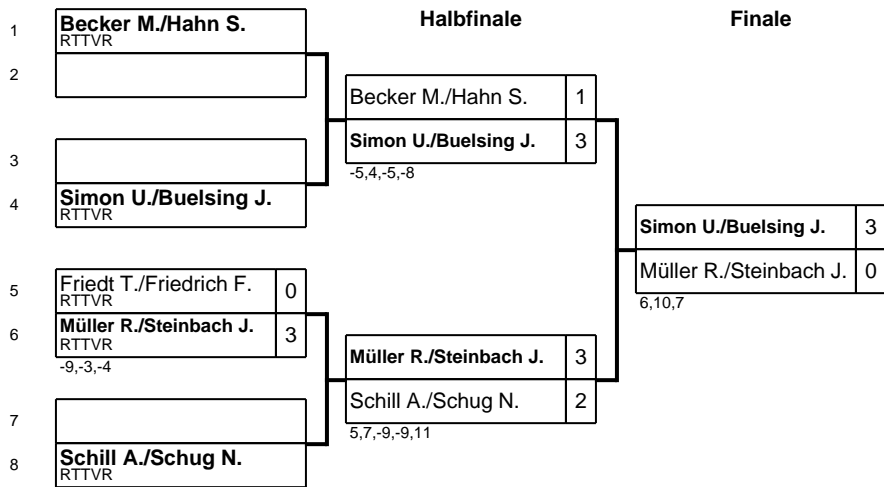 Halbfinale
Finale
1
Becker M./Hahn S.
RTTVR
2
3
4
Simon U./Buelsing J.
RTTVR
5
Friedt T./Friedrich F. 0
RTTVR
6
Müller R./Steinbach J. 3
RTTVR
-9,-3,-4
7
8
Schill A./Schug N.
RTTVR
Becker M./Hahn S. 1
Simon U./Buelsing J. 3
-5,4,-5,-8
Müller R./Steinbach J. 3
Schill A./Schug N. 2
5,7,-9,-9,11
Simon U./Buelsing J. 3
Müller R./Steinbach J. 0
6,10,7